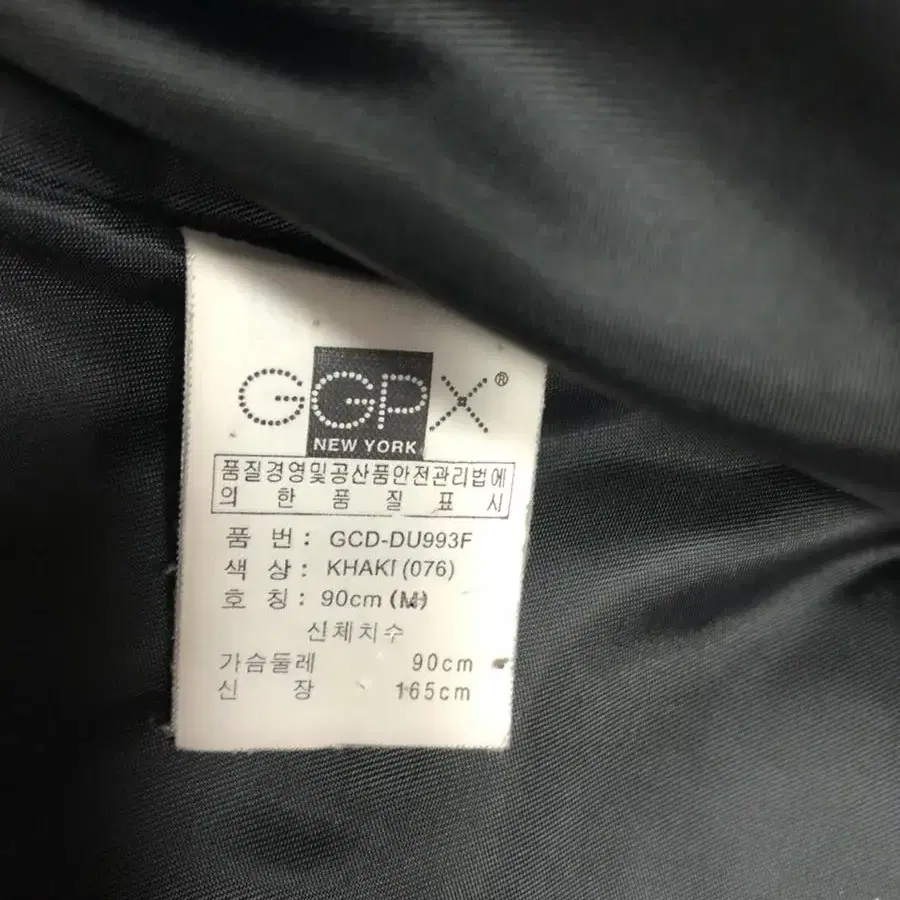 GGPX®
NEW YORK
품질경영및공산품안전관리법에
의 한 품 질 표 시
품 번 : GCD-DU993F
색 상 : KHAKI (076)
호 칭 : 90cm (M)
신체치수
가슴둘레 90cm
신 장 165cm